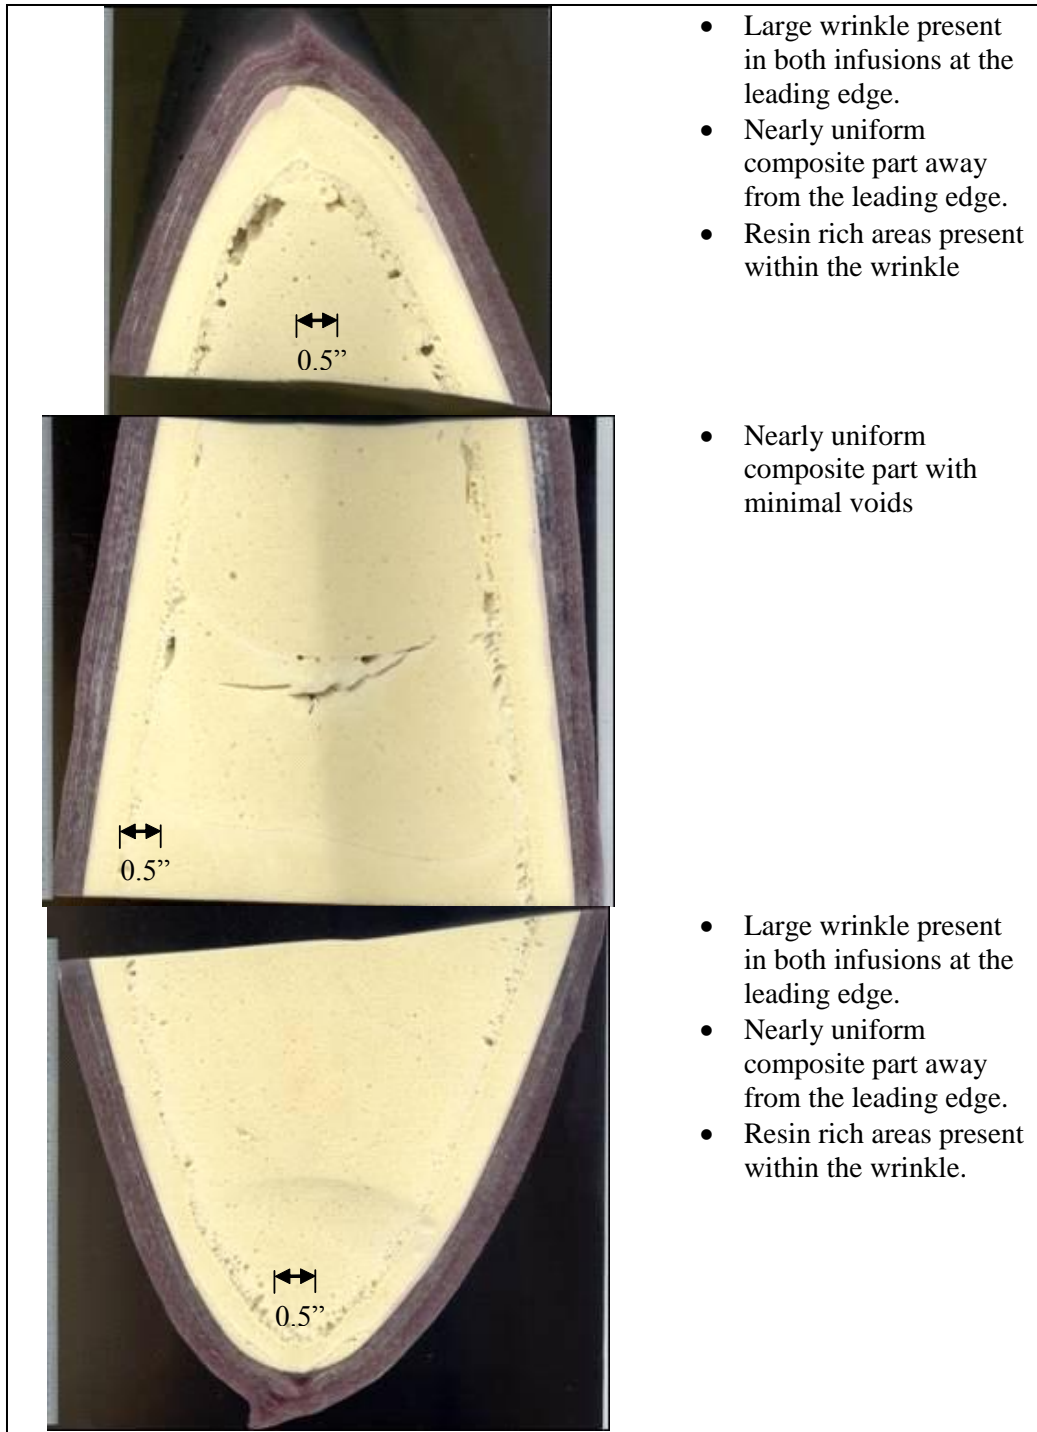 • Large wrinkle present
in both infusions at the
leading edge.
• Nearly uniform
composite part away
from the leading edge.
• Resin rich areas present
within the wrinkle
0.5”
• Nearly uniform
composite part with
minimal voids
0.5”
• Large wrinkle present
in both infusions at the
leading edge.
• Nearly uniform
composite part away
from the leading edge.
• Resin rich areas present
within the wrinkle.
0.5”